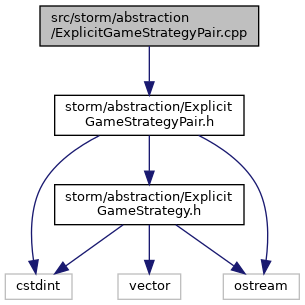 src/storm/abstraction
/ExplicitGameStrategyPair.cpp
storm/abstraction/Explicit
GameStrategyPair.h
storm/abstraction/Explicit
GameStrategy.h
cstdint
vector
ostream